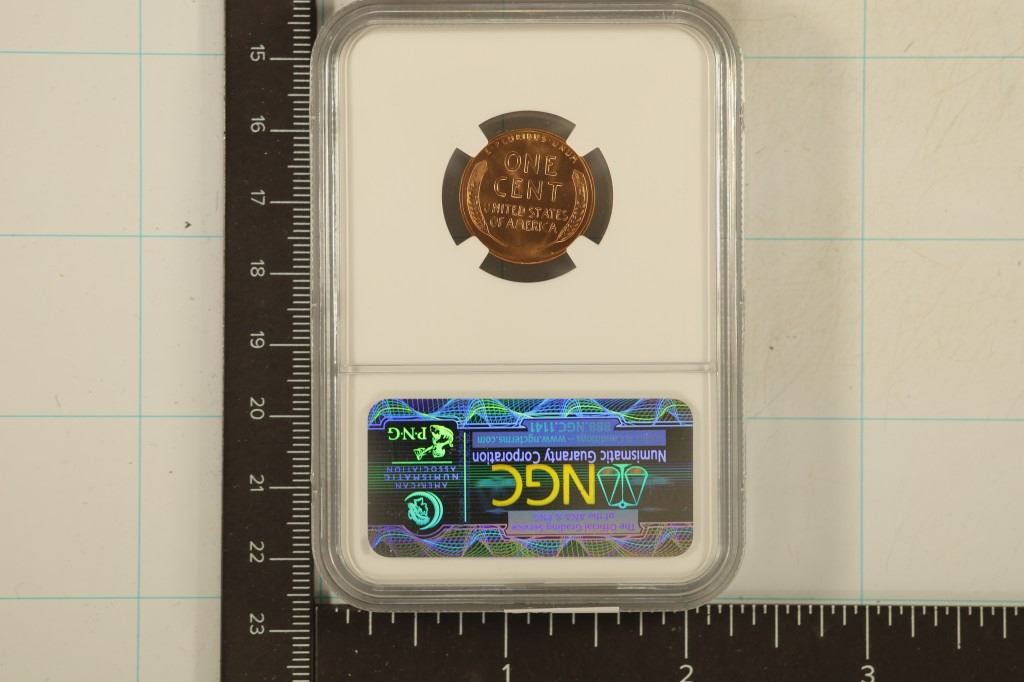 15
16
17
18
19
20
21
22
23
E·PLURIBUS·UNUM
ONE
CENT
UNITED STATES
OF AMERICA
The Official Grading Service
of the ANA & PNG
NGC
Numismatic Guaranty Corporation
www.ngcterms.com
888.NGC.1141
AMERICAN
NUMISMATIC
ASSOCIATION
P·N·G
1
2
3